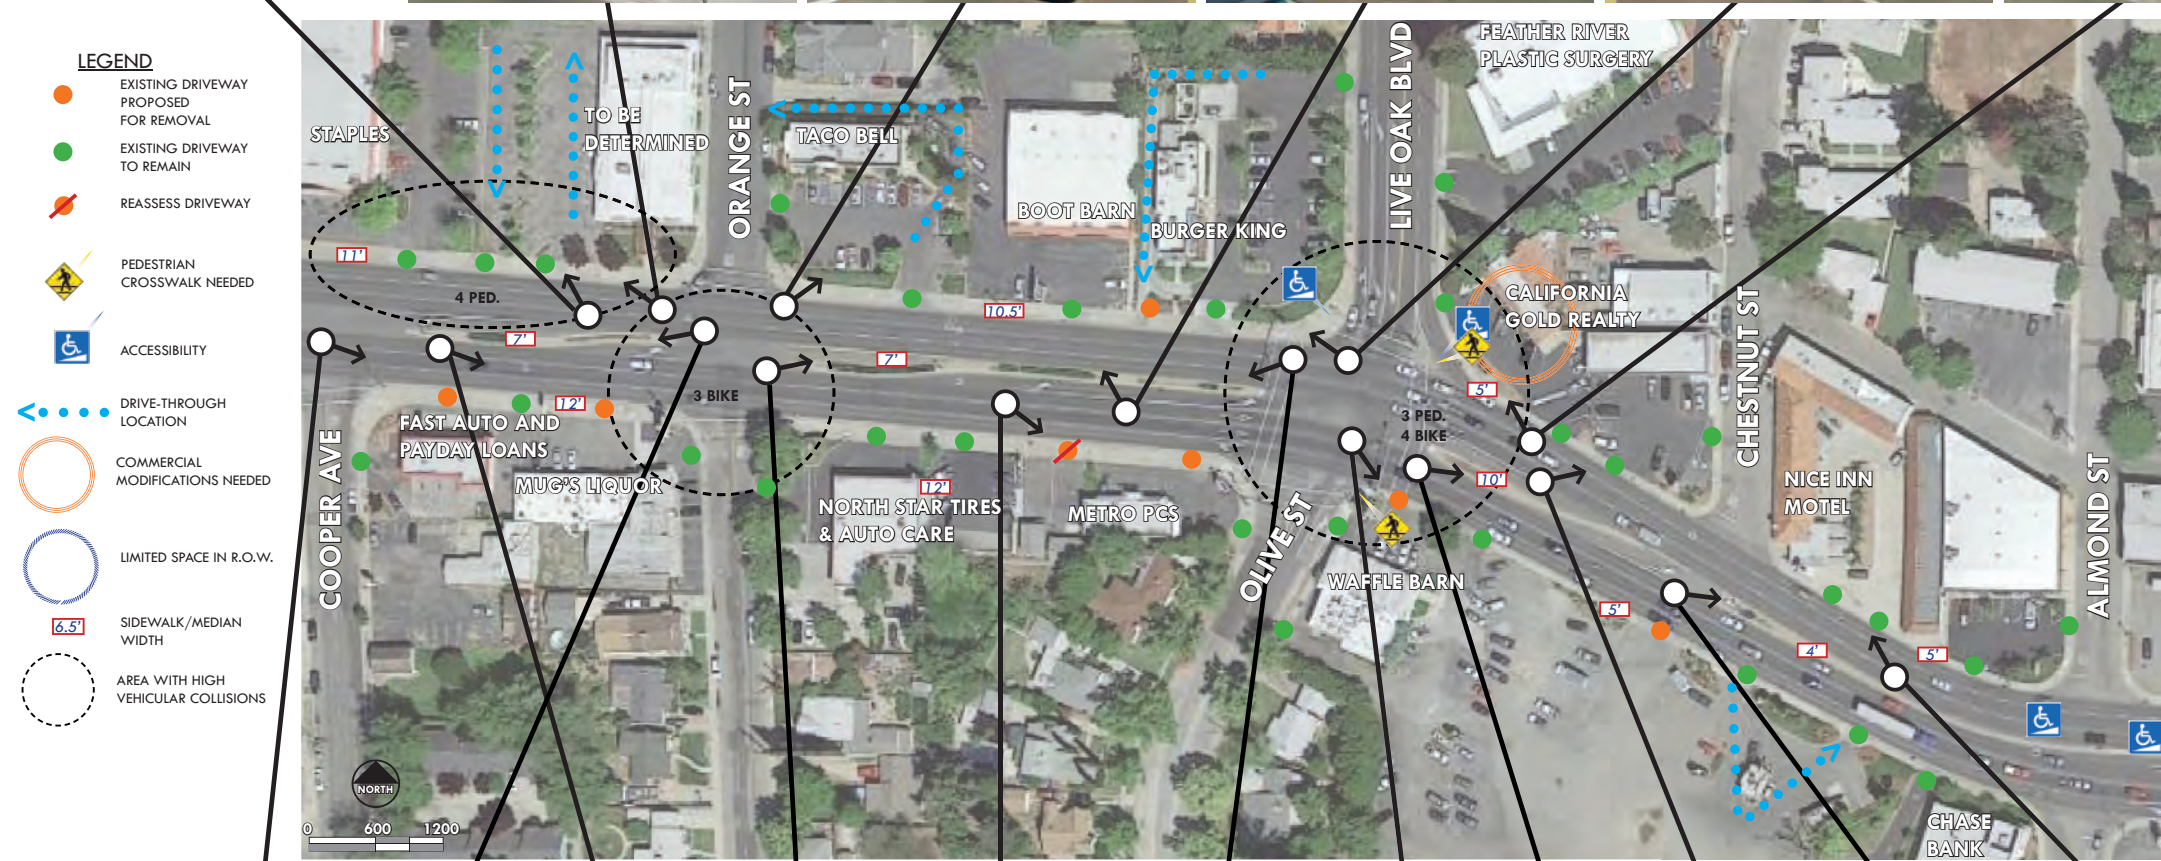 LEGEND
EXISTING DRIVEWAY
PROPOSED
FOR REMOVAL
EXISTING DRIVEWAY
TO REMAIN
REASSESS DRIVEWAY
PEDESTRIAN
CROSSWALK NEEDED
ACCESSIBILITY
DRIVE-THROUGH
LOCATION
COMMERCIAL
MODIFICATIONS NEEDED
LIMITED SPACE IN R.O.W.
6.5'
SIDEWALK/MEDIAN
WIDTH
AREA WITH HIGH
VEHICULAR COLLISIONS
STAPLES
TO BE
DETERMINED
ORANGE ST
TACO BELL
BOOT BARN
BURGER KING
LIVE OAK BLVD
FEATHER RIVER
PLASTIC SURGERY
CALIFORNIA
GOLD REALTY
CHESTNUT ST
11'
4 PED.
7'
10.5'
7'
3 BIKE
12'
5'
3 PED.
4 BIKE
10'
COOPER AVE
FAST AUTO AND
PAYDAY LOANS
MUG'S LIQUOR
12'
NORTH STAR TIRES
& AUTO CARE
METRO PCS
OLIVE ST
WAFFLE BARN
NICE INN
MOTEL
ALMOND ST
5'
4'
5'
CHASE
BANK
NORTH
0 600 1200